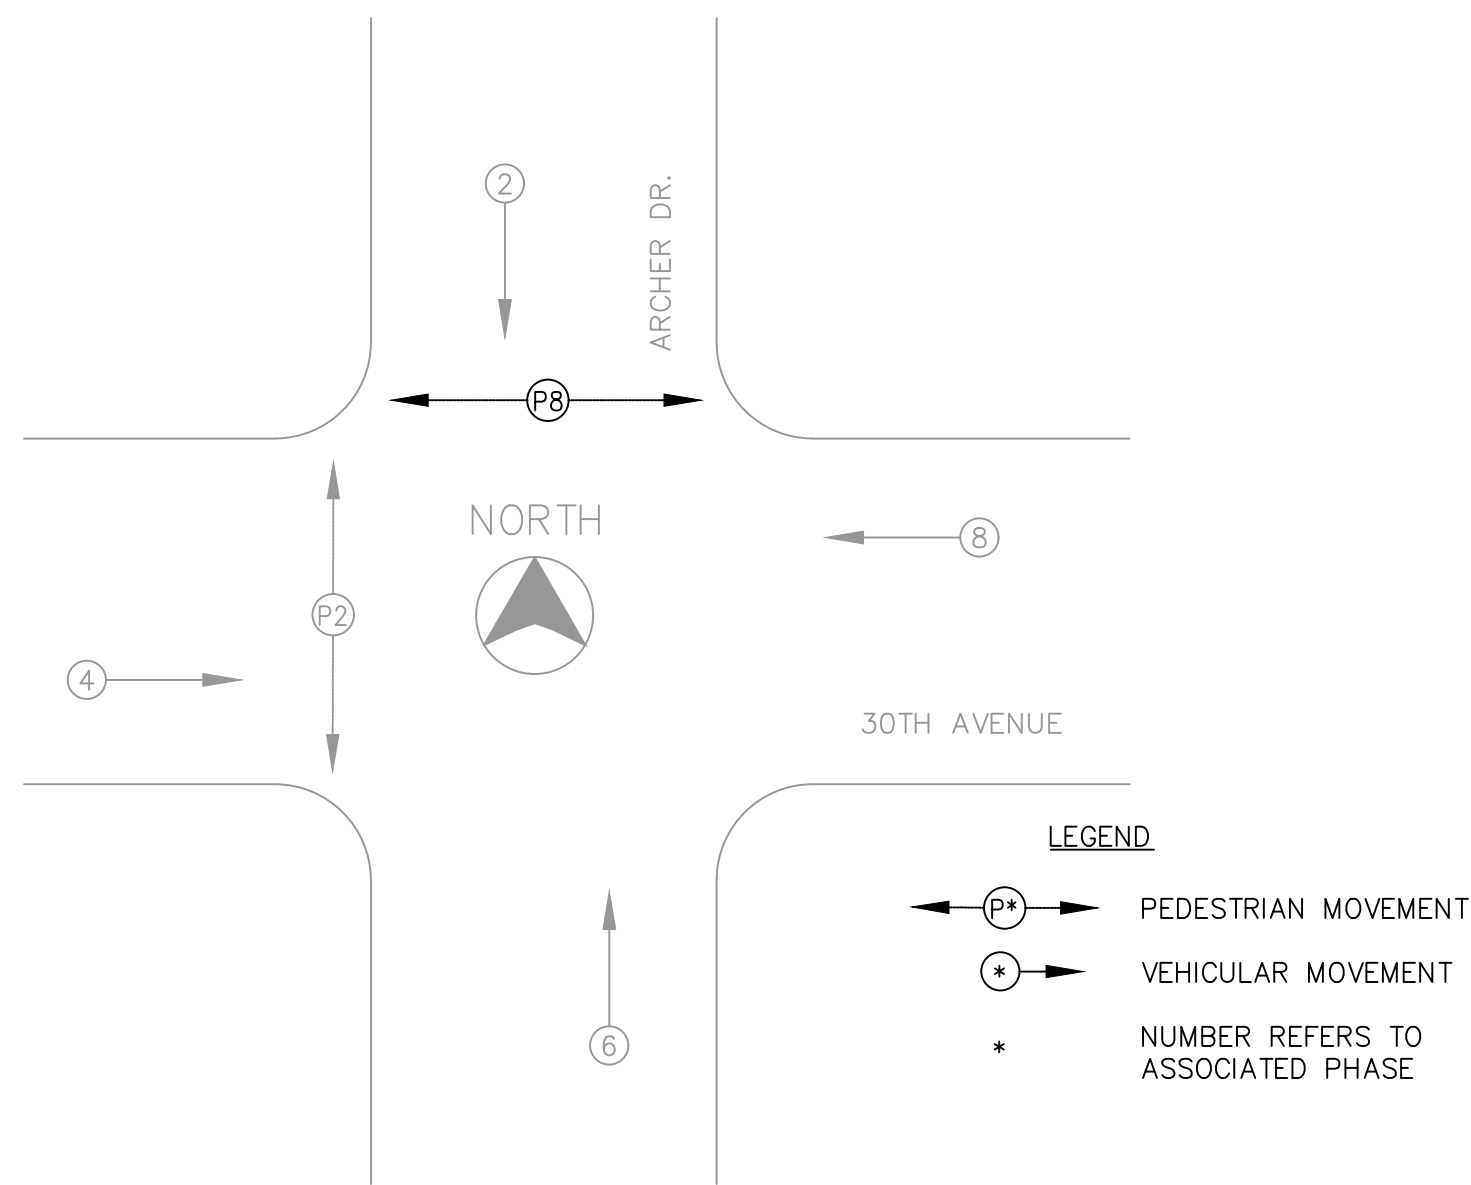 2
ARCHER DR.
P8
NORTH
8
P2
4
30TH AVENUE
6
LEGEND
P* PEDESTRIAN MOVEMENT
* VEHICULAR MOVEMENT
* NUMBER REFERS TO
ASSOCIATED PHASE